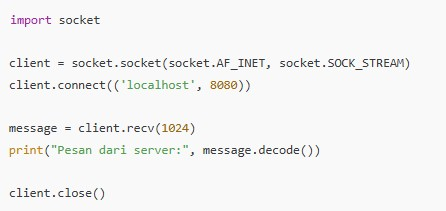 import socket
client = socket.socket(socket.AF_INET, socket.SOCK_STREAM)
client.connect(('localhost', 8080))
message = client.recv(1024)
print("Pesan dari server:", message.decode())
client.close()